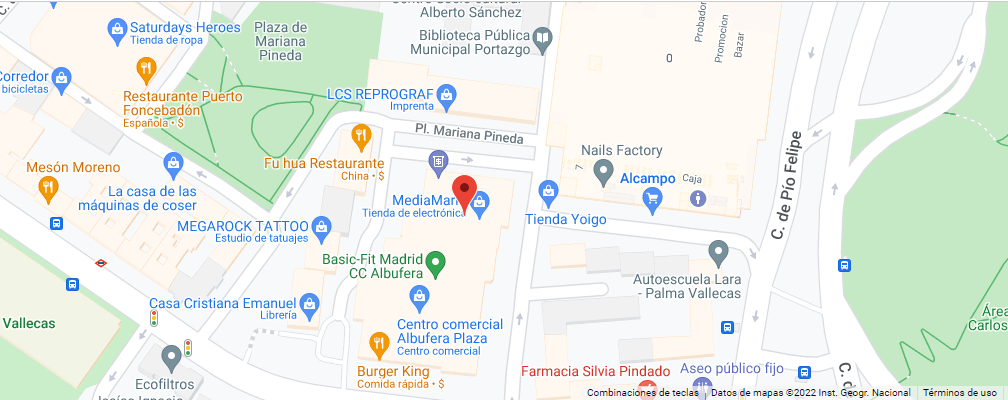 Alberto Sánchez
Saturdays Heroes
Tienda de ropa
Plaza de
Mariana
Pineda
Biblioteca Pública
Municipal Portazgo
Probador
Promocion
Bazar
0
Corredor
bicicletas
Restaurante Puerto
Foncebadón
Española • $
LCS REPROGRAF
Imprenta
Pl. Mariana Pineda
Fu hua Restaurante
China • $
Nails Factory
7
Alcampo
Caja
C. de Pío Felipe
Mesón Moreno
La casa de las
máquinas de coser
MediaMar
Tienda de electrónica
Tienda Yoigo
MEGAROCK TATTOO
Estudio de tatuajes
Basic-Fit Madrid
CC Albufera
Autoescuela Lara
- Palma Vallecas
Casa Cristiana Emanuel
Librería
Centro comercial
Albufera Plaza
Centro comercial
Vallecas
Área
Carlos
Burger King
Comida rápida • $
Farmacia Silvia Pindado
Aseo público fijo
Ecofiltros
Combinaciones de teclas
Datos de mapas ©2022 Inst. Geogr. Nacional
Términos de uso